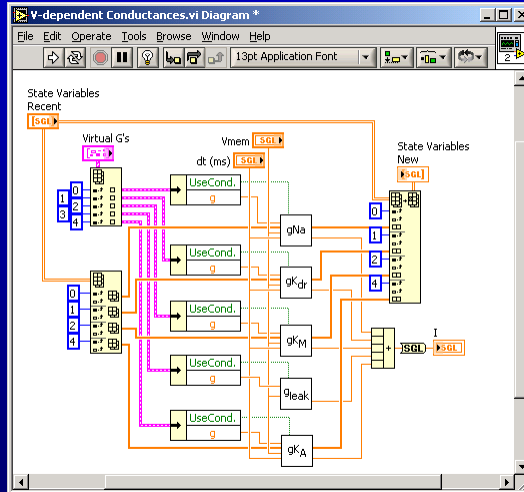 V-dependent Conductances.vi Diagram *
File Edit Operate Tools Browse Window Help
13pt Application Font
2
State Variables
Recent
[SGL]
Virtual G's
Vmem
SGL
dt (ms)
SGL
State Variables
New
[SGL]
0
1
2
3
4
UseCond.
g
gNa
UseCond.
g
gKdr
UseCond.
g
gKM
UseCond.
g
gleak
UseCond.
g
gKA
0
1
2
4
0
1
2
4
+
]SGL(
I
SGL